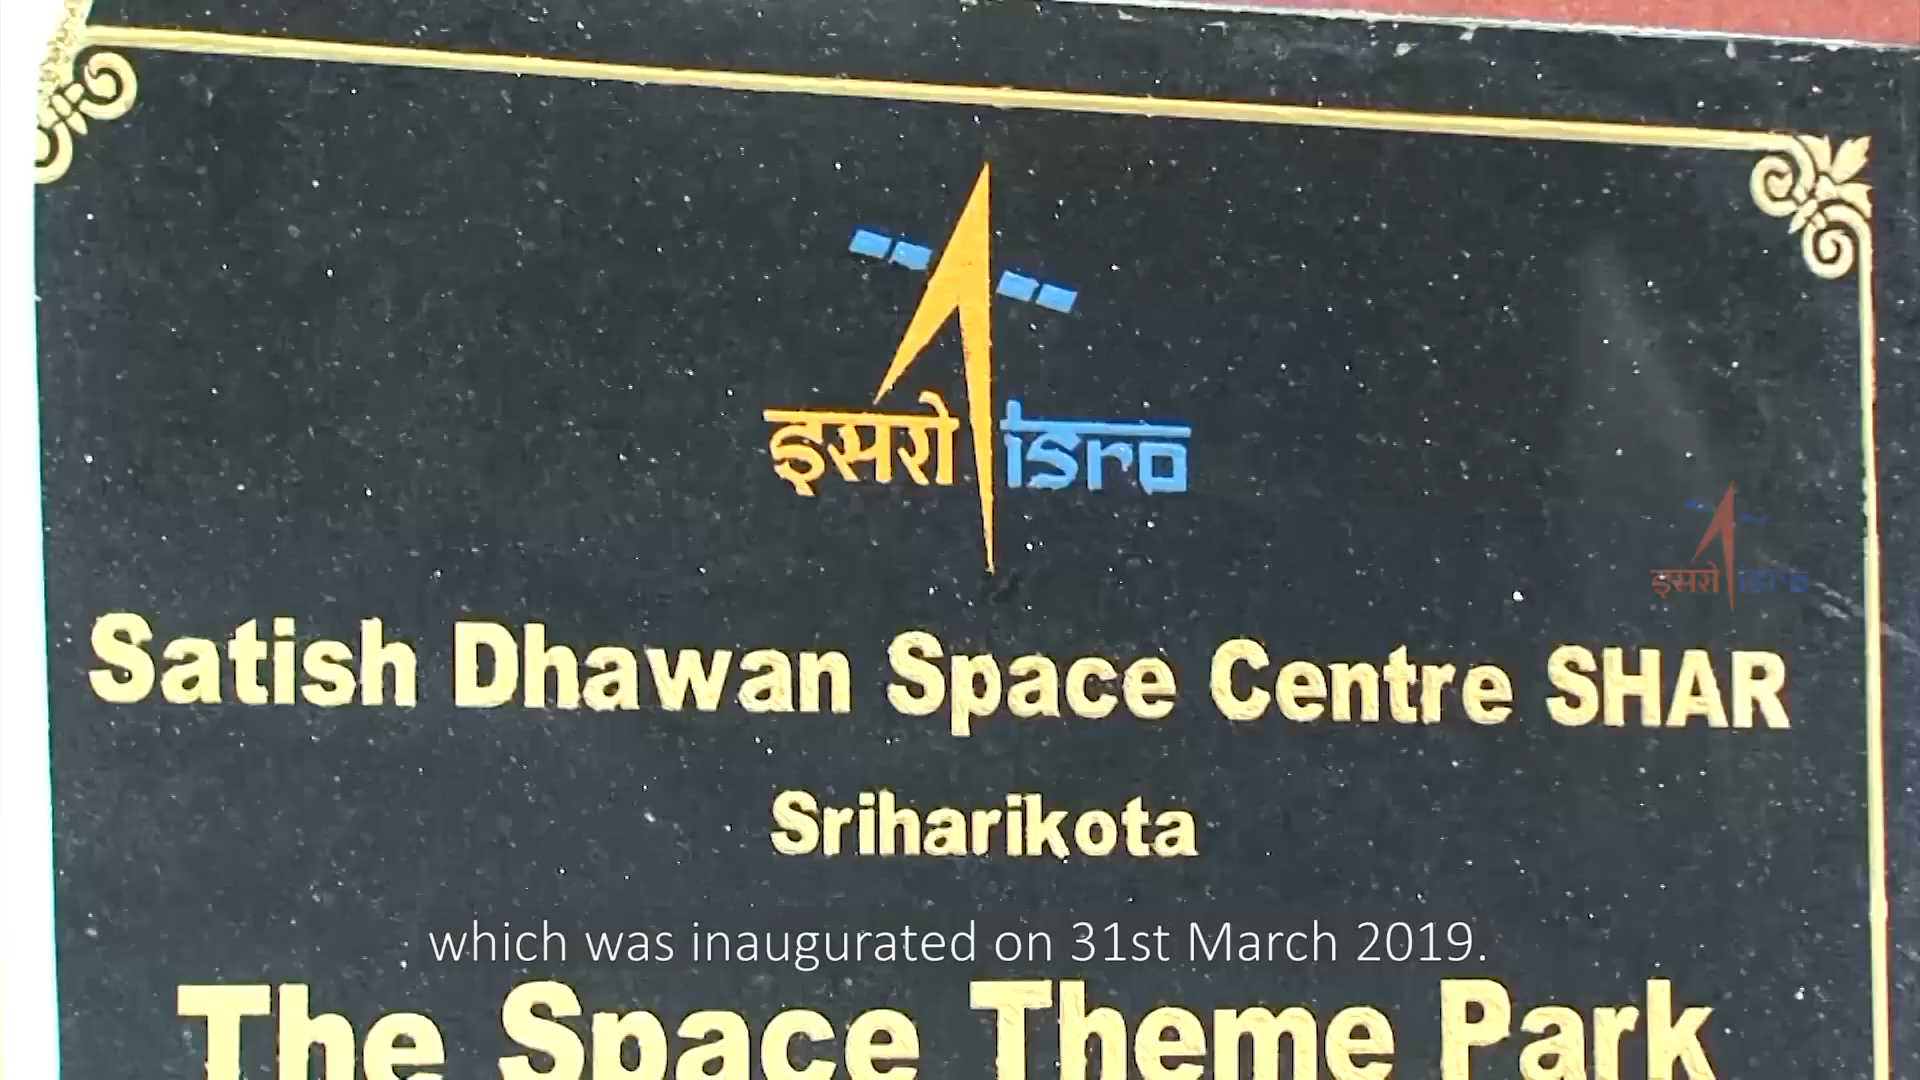 इसरो isro
Satish Dhawan Space Centre SHAR
इसरो isro
Sriharikota
which was inaugurated on 31st March 2019.
The Space Theme Park